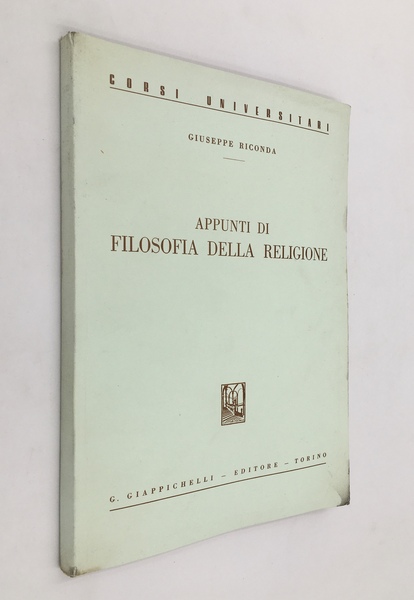 CORSI UNIVERSITARI
GIUSEPPE RICONDA
APPUNTI DI
FILOSOFIA DELLA RELIGIONE
G. GIAPPICHELLI – EDITORE – TORINO